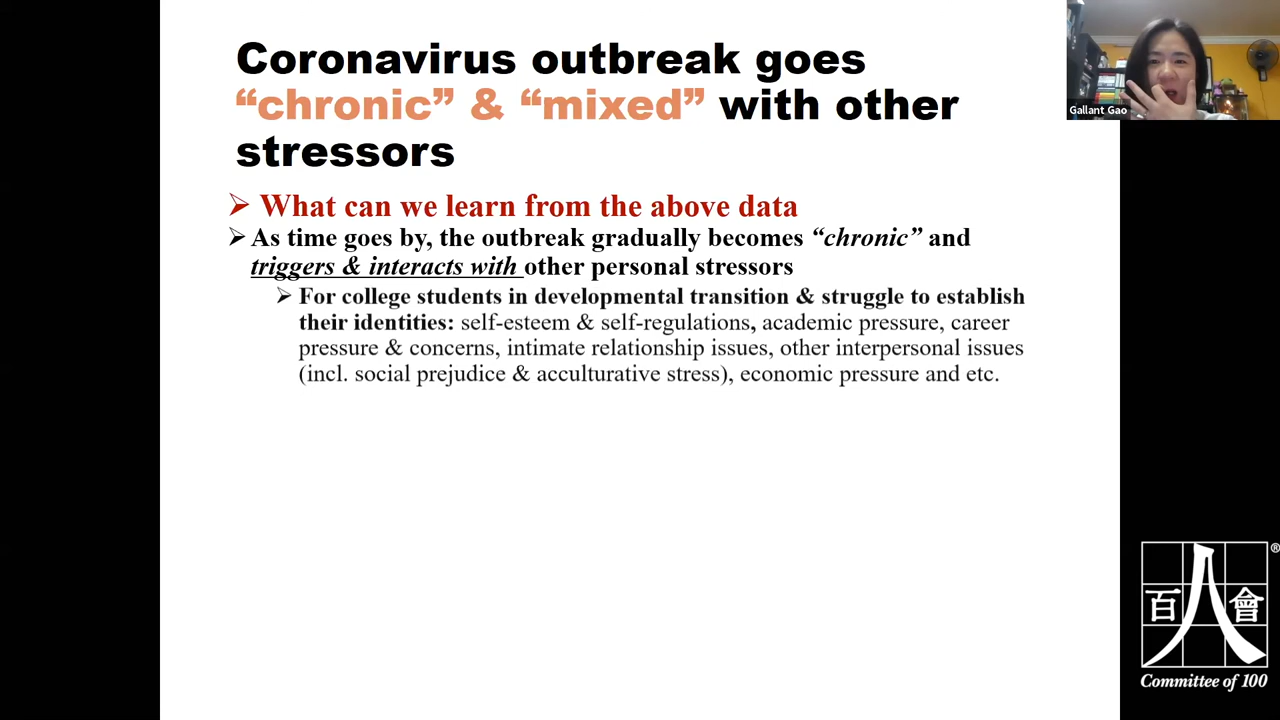 Coronavirus outbreak goes
“chronic” & “mixed” with other
stressors
What can we learn from the above data
As time goes by, the outbreak gradually becomes “chronic” and
triggers & interacts with other personal stressors
For college students in developmental transition & struggle to establish
their identities: self-esteem & self-regulations, academic pressure, career
pressure & concerns, intimate relationship issues, other interpersonal issues
(incl. social prejudice & acculturative stress), economic pressure and etc.
Gallant Gao
百人會®
Committee of 100